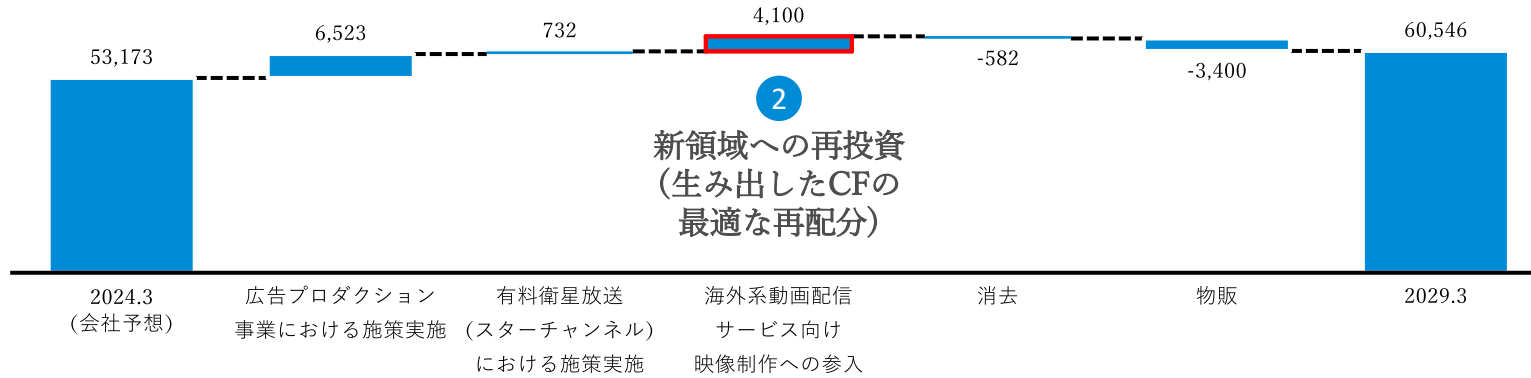 53,173
6,523
732
4,100
-582
-3,400
60,546
2
新領域への再投資
(生み出したCFの
最適な再配分)
2024.3
(会社予想)
広告プロダクション
事業における施策実施
有料衛星放送
(スターチャンネル)
における施策実施
海外系動画配信
サービス向け
映像制作への参入
消去
物販
2029.3